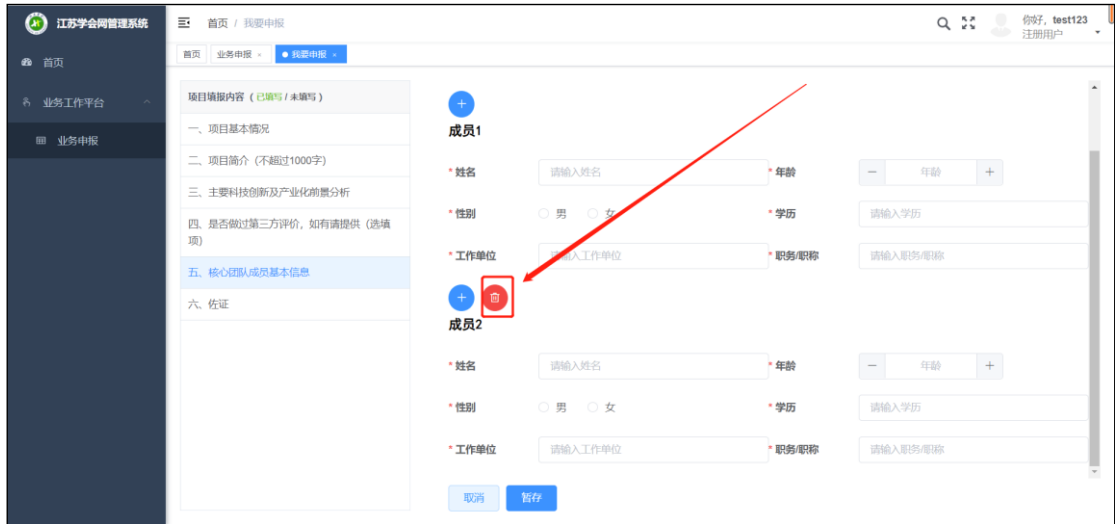 江苏学会网管理系统
首页 / 我要申报
你好, test123
注册用户
首页
业务申报 ×
● 我要申报 ×
首页
业务工作平台
业务申报
项目填报内容 ( 已填写 / 未填写 )
一、项目基本情况
二、项目简介（不超过1000字）
三、主要科技创新及产业化前景分析
四、是否做过第三方评价，如有请提供（选填
项）
五、核心团队成员基本信息
六、佐证
成员1
* 姓名 请输入姓名 * 年龄 − 年龄 +
* 性别 男 女 * 学历 请输入学历
* 工作单位 请输入工作单位 * 职务/职称 请输入职务/职称
成员2
* 姓名 请输入姓名 * 年龄 − 年龄 +
* 性别 男 女 * 学历 请输入学历
* 工作单位 请输入工作单位 * 职务/职称 请输入职务/职称
取消 暂存